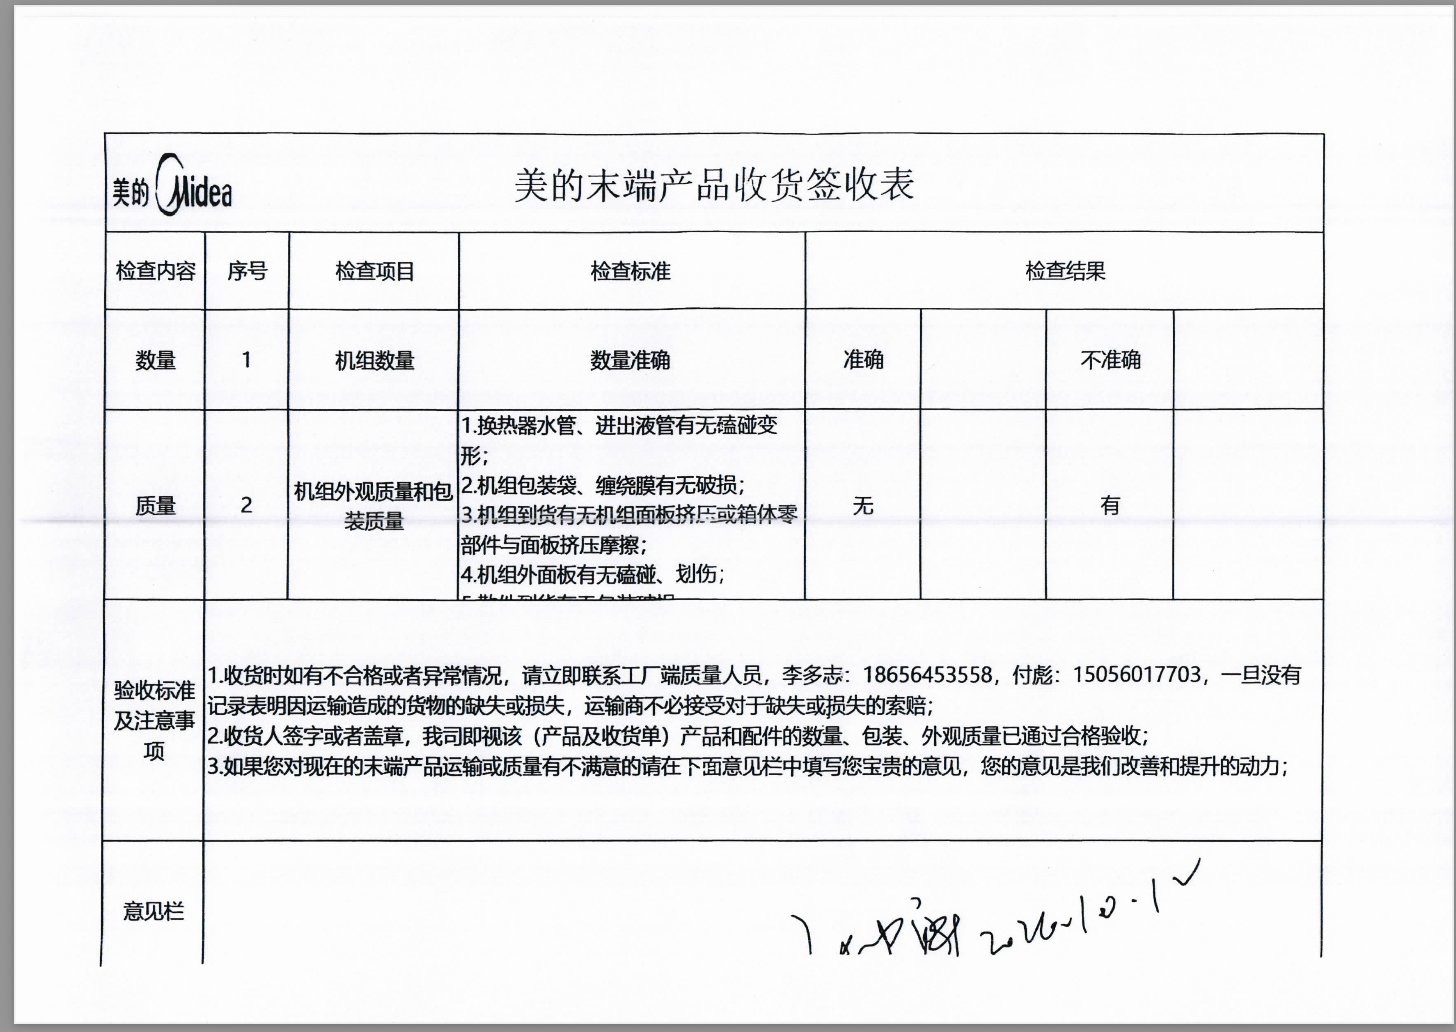 美的 Midea
美的末端产品收货签收表
检查内容 序号 检查项目 检查标准 检查结果
数量 1 机组数量 数量准确 准确 不准确
质量 2 机组外观质量和包装质量 无 有
1.换热器水管、进出液管有无磕碰变
形；
2.机组包装袋、缠绕膜有无破损；
3.机组到货有无机组面板挤压或箱体零
部件与面板挤压摩擦；
4.机组外面板有无磕碰、划伤；
5.散件到货有无包装破损
验收标准
及注意事
项
1.收货时如有不合格或者异常情况，请立即联系工厂端质量人员，李多志：18656453558，付彪：15056017703，一旦没有
记录表明因运输造成的货物的缺失或损失，运输商不必接受对于缺失或损失的索赔；
2.收货人签字或者盖章，我司即视该（产品及收货单）产品和配件的数量、包装、外观质量已通过合格验收；
3.如果您对现在的末端产品运输或质量有不满意的请在下面意见栏中填写您宝贵的意见，您的意见是我们改善和提升的动力；
意见栏